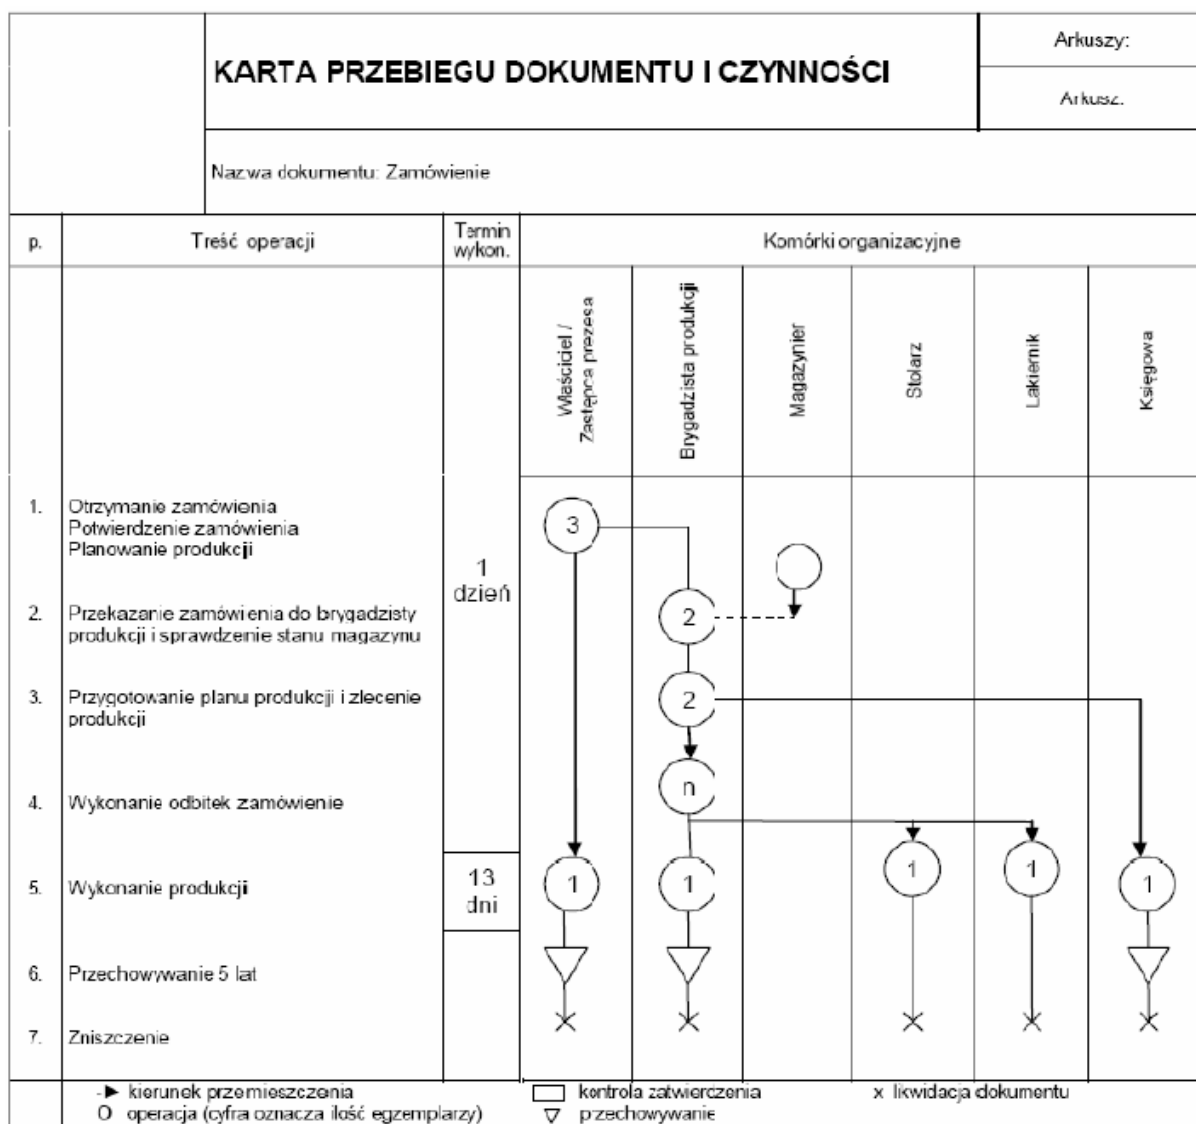 KARTA PRZEBIEGU DOKUMENTU I CZYNNOŚCI
Arkuszy:
Arkusz:
Nazwa dokumentu: Zamówienie
p.
Treść operacji
Termin
wykon.
Komórki organizacyjne
Właściciel /
Zastępca prezesa
Brygadzista produkcji
Magazynier
Stolarz
Lakiernik
Księgowa
1.
Otrzymanie zamówienia
Potwierdzenie zamówienia
Planowanie produkcji
1
dzień
3
2.
Przekazanie zamówienia do brygadzisty
produkcji i sprawdzenie stanu magazynu
2
3.
Przygotowanie planu produkcji i zlecenie
produkcji
2
4.
Wykonanie odbitek zamówienie
n
5.
Wykonanie produkcji
13
dni
1
1
1
1
1
6.
Przechowywanie 5 lat
7.
Zniszczenie
kierunek przemieszczenia
kontrola zatwierdzenia
x likwidacja dokumentu
O operacja (cyfra oznacza ilość egzemplarzy)
przechowywanie